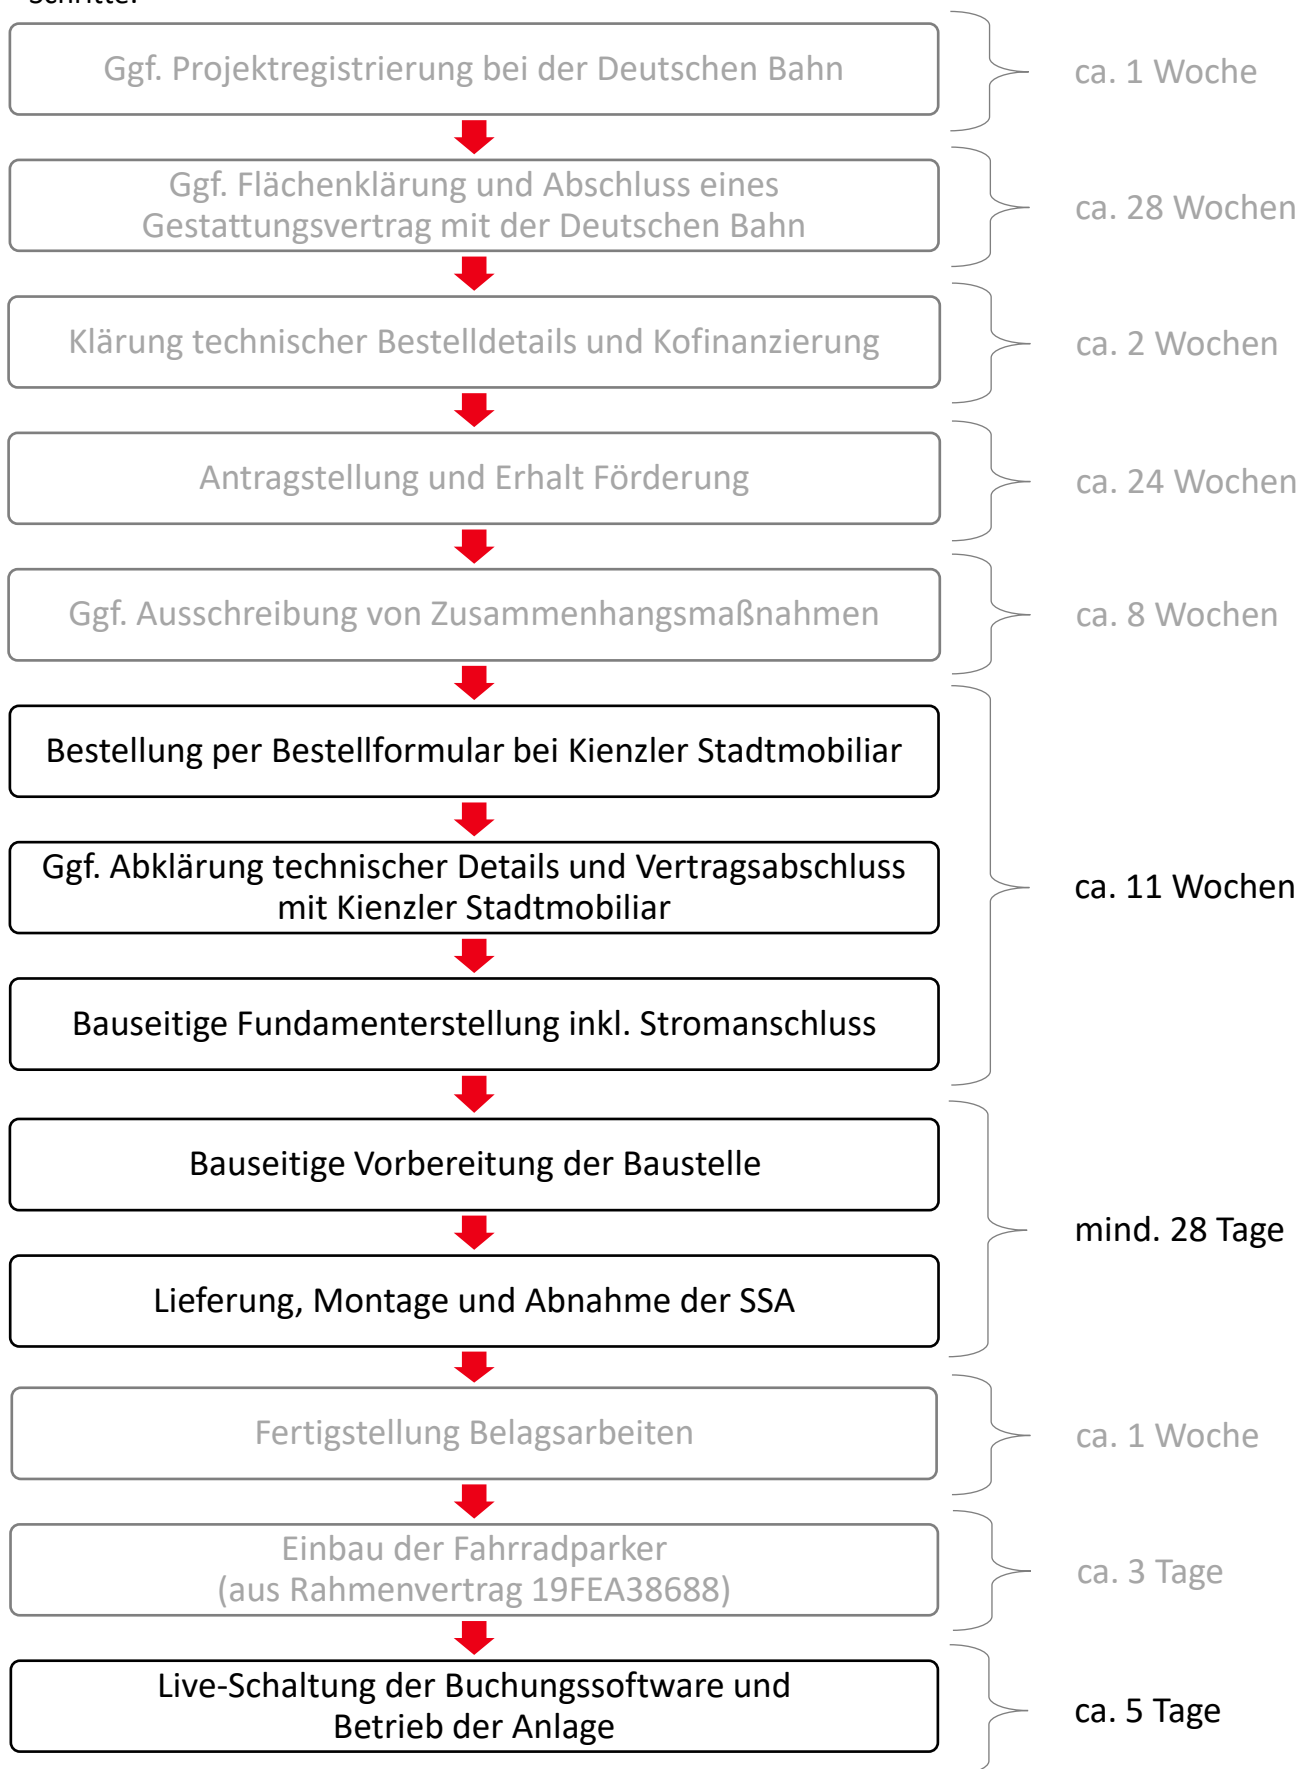 Schritte:
Ggf. Projektregistrierung bei der Deutschen Bahn
ca. 1 Woche
Ggf. Flächenklärung und Abschluss eines
Gestattungsvertrag mit der Deutschen Bahn
ca. 28 Wochen
Klärung technischer Bestelldetails und Kofinanzierung
ca. 2 Wochen
Antragstellung und Erhalt Förderung
ca. 24 Wochen
Ggf. Ausschreibung von Zusammenhangsmaßnahmen
ca. 8 Wochen
Bestellung per Bestellformular bei Kienzler Stadtmobiliar
Ggf. Abklärung technischer Details und Vertragsabschluss
mit Kienzler Stadtmobiliar
ca. 11 Wochen
Bauseitige Fundamenterstellung inkl. Stromanschluss
Bauseitige Vorbereitung der Baustelle
mind. 28 Tage
Lieferung, Montage und Abnahme der SSA
Fertigstellung Belagsarbeiten
ca. 1 Woche
Einbau der Fahrradparker
(aus Rahmenvertrag 19FEA38688)
ca. 3 Tage
Live-Schaltung der Buchungssoftware und
Betrieb der Anlage
ca. 5 Tage